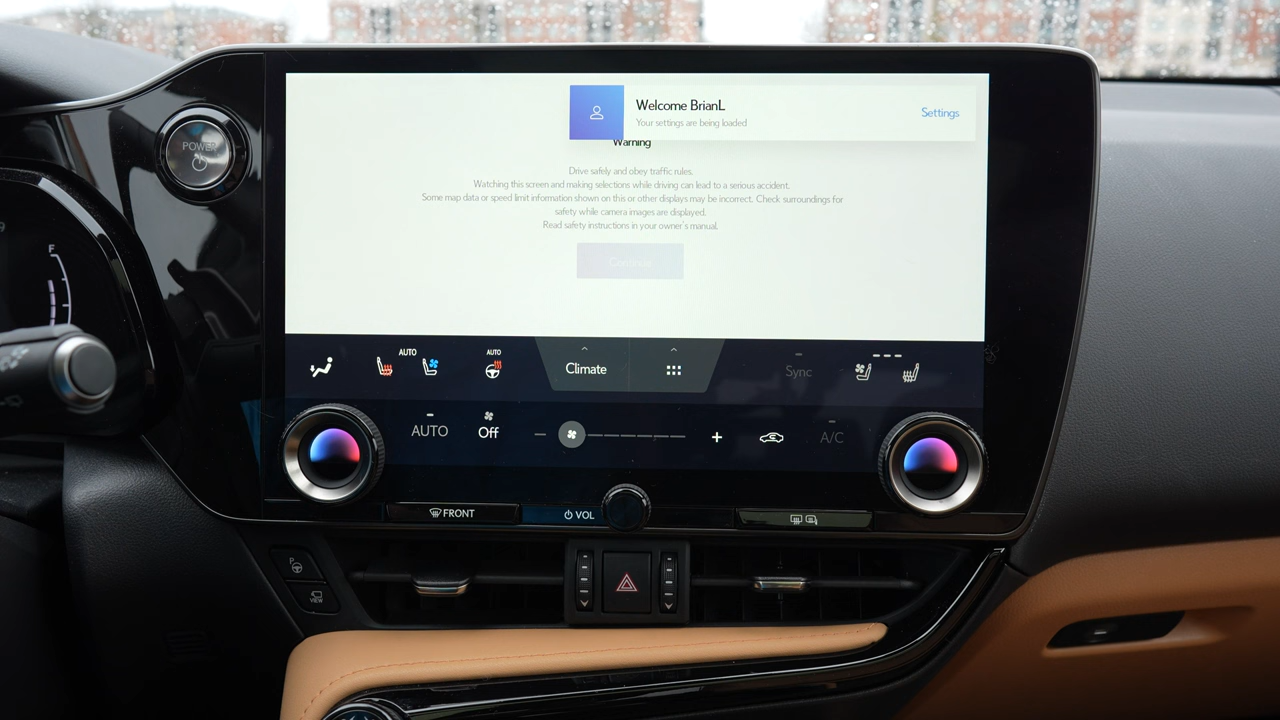 Welcome BrianL
Settings
Your settings are being loaded
Warning
Drive safely and obey traffic rules.
Watching this screen and making selections while driving can lead to a serious accident.
Some map data or speed limit information shown on this or other displays may be incorrect. Check surroundings for
safety while camera images are displayed.
Read safety instructions in your owner's manual.
Continue
POWER
F
AUTO
AUTO
Climate
Sync
AUTO
Off
A/C
FRONT
VOL
P
VIEW